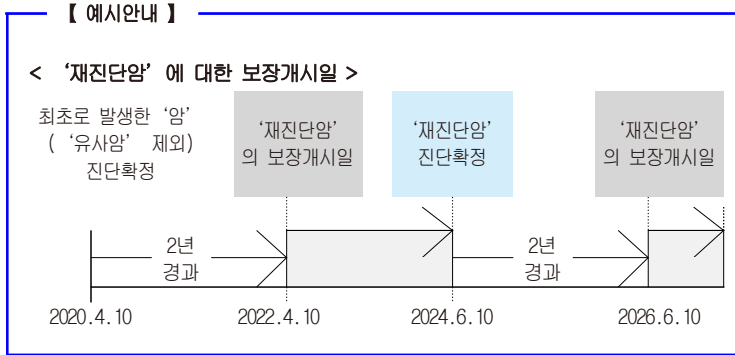 【 예시안내 】
< ‘재진단암’에 대한 보장개시일 >
최초로 발생한 ‘암’
( ‘유사암’ 제외)
진단확정
‘재진단암’
의 보장개시일
‘재진단암’
진단확정
‘재진단암’
의 보장개시일
2년
경과
2년
경과
2020.4.10
2022.4.10
2024.6.10
2026.6.10